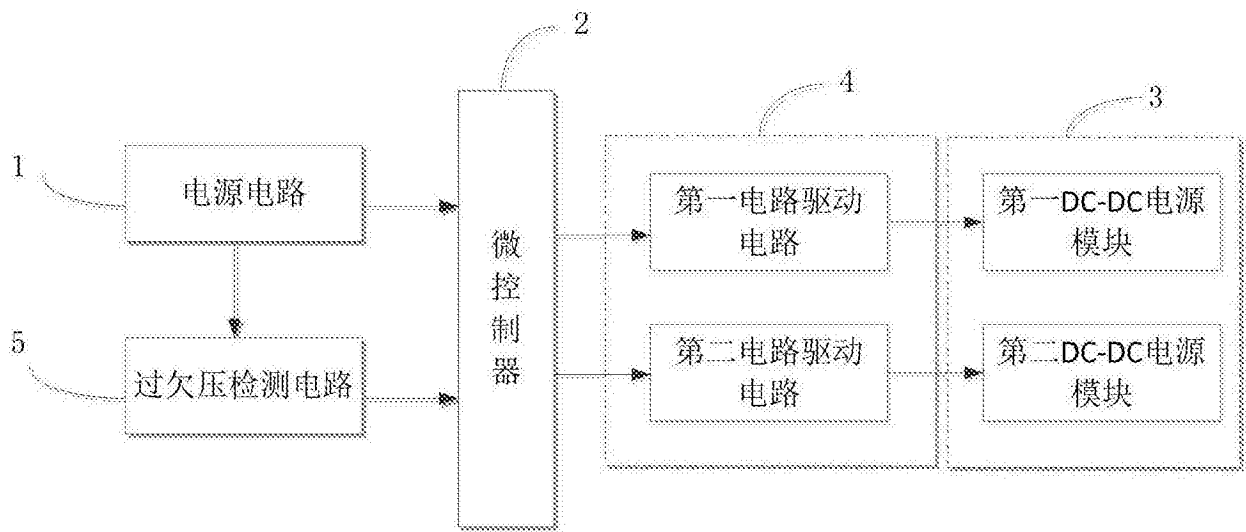 2
4
3
1
电源电路
第一电路驱动
电路
第一DC-DC电源
模块
微
控
制
器
5
过欠压检测电路
第二电路驱动
电路
第二DC-DC电源
模块